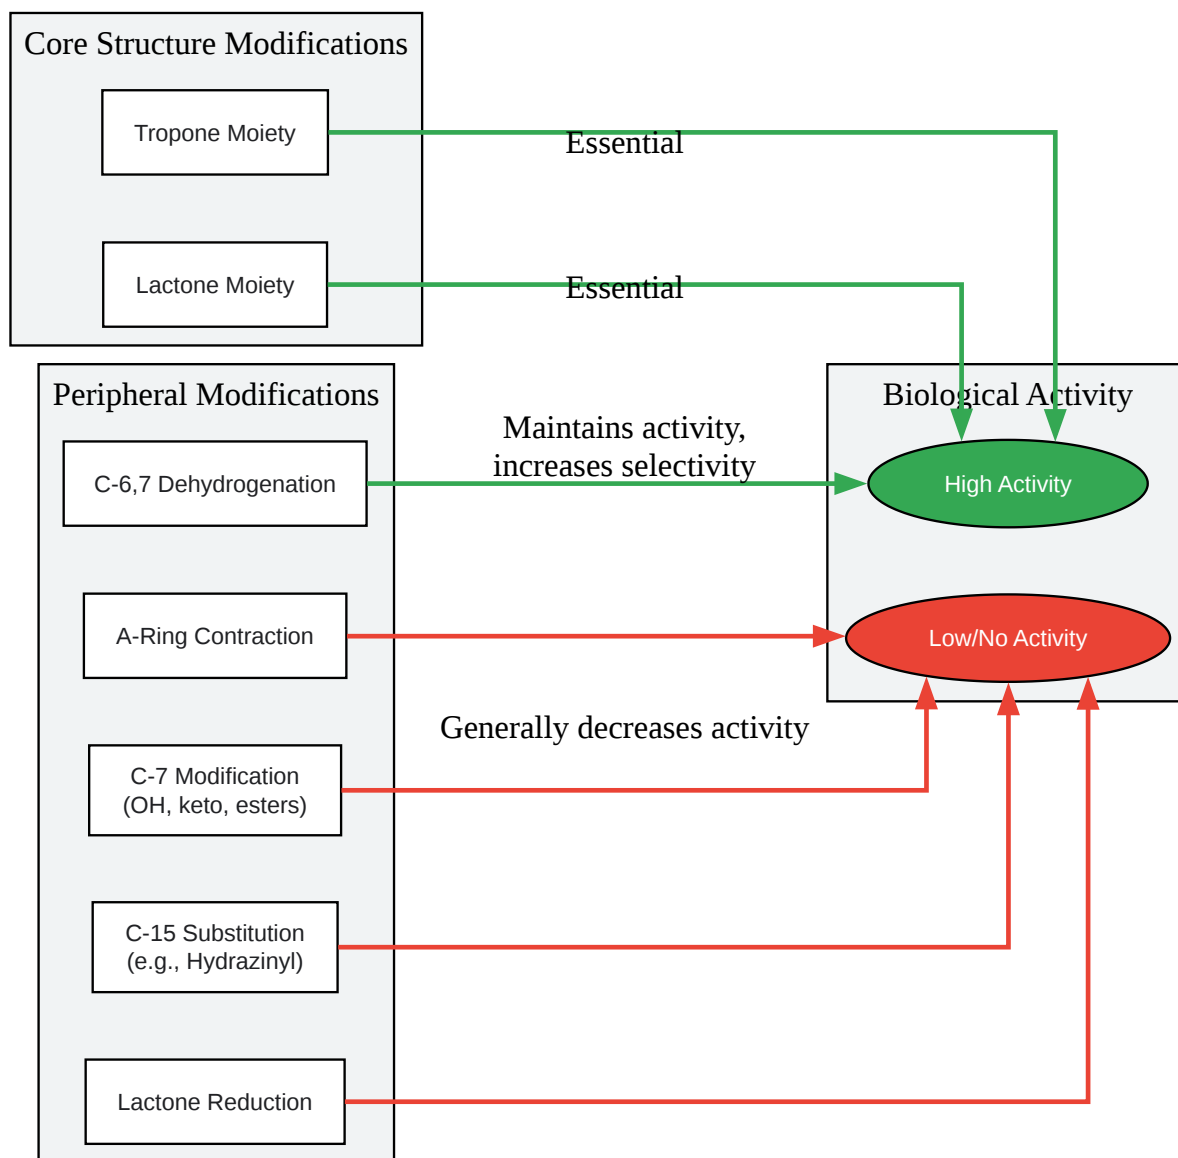 Core Structure Modifications
Tropone Moiety
Essential
Lactone Moiety
Essential
Peripheral Modifications
Biological Activity
C-6,7 Dehydrogenation
Maintains activity,
increases selectivity
High Activity
A-Ring Contraction
Low/No Activity
C-7 Modification
(OH, keto, esters)
Generally decreases activity
C-15 Substitution
(e.g., Hydrazinyl)
Lactone Reduction